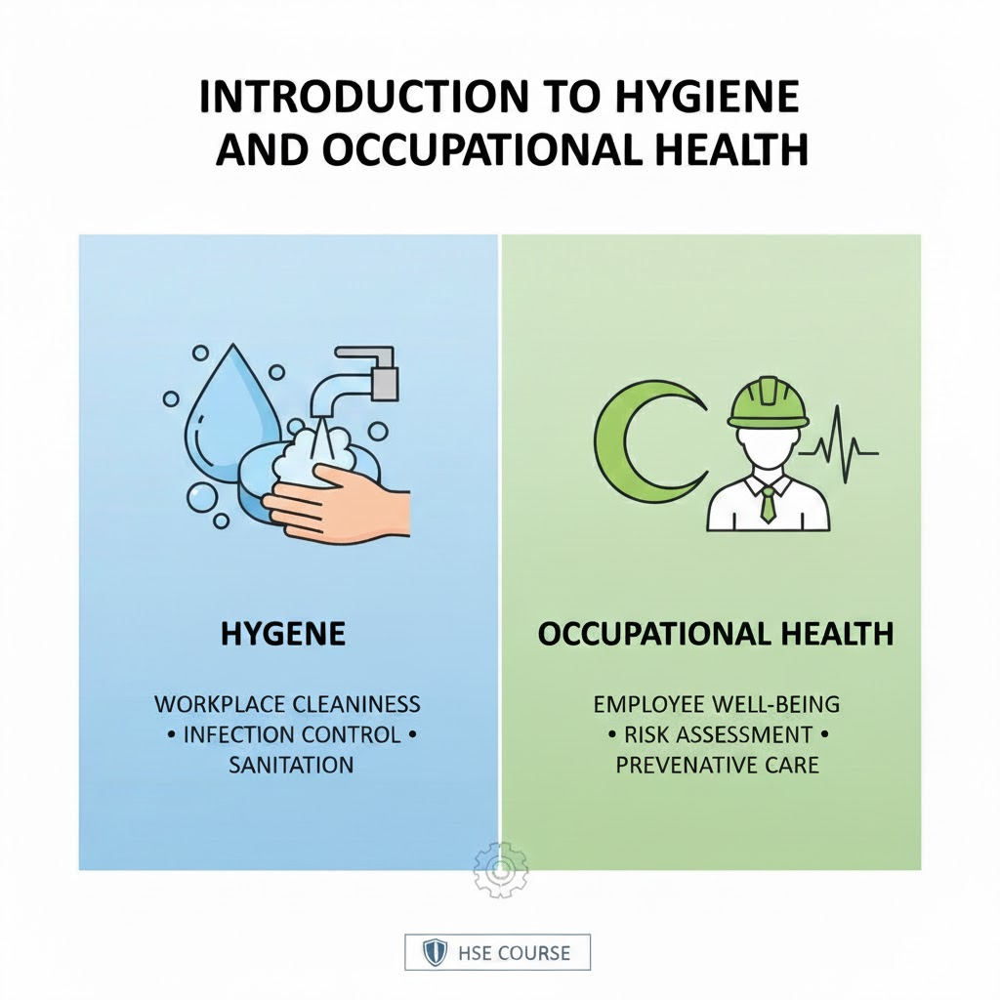 INTRODUCTION TO HYGIENE
AND OCCUPATIONAL HEALTH
HYGENE
WORKPLACE CLEANINESS
• INFECTION CONTROL •
SANITATION
OCCUPATIONAL HEALTH
EMPLOYEE WELL-BEING
• RISK ASSESSMENT •
PREVENATIVE CARE
HSE COURSE